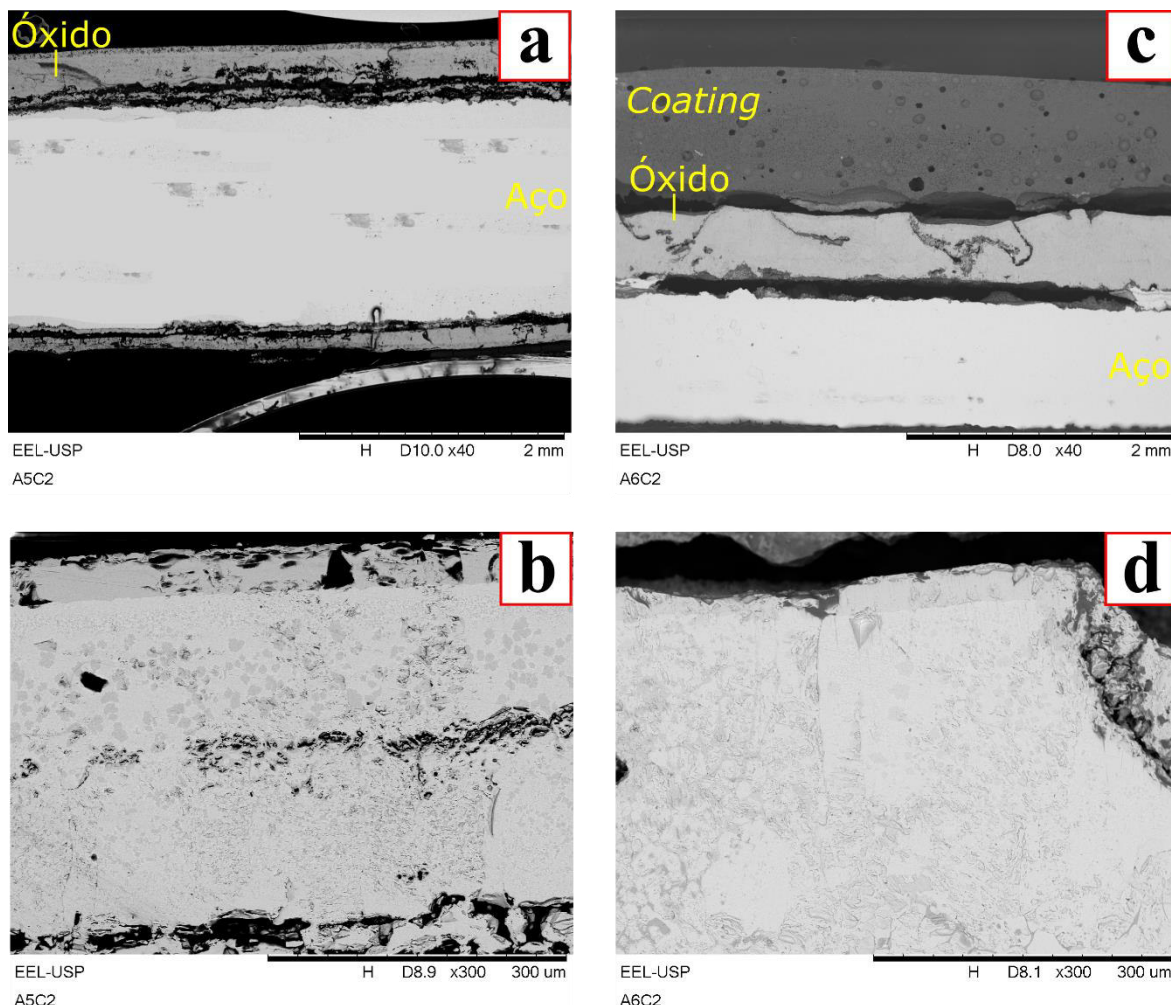 a
Óxido
Aço
EEL-USP H D10.0 x40 2 mm
A5C2
c
Coating
Óxido
Aço
EEL-USP H D8.0 x40 2 mm
A6C2
b
EEL-USP H D8.9 x300 300 um
A5C2
d
EEL-USP H D8.1 x300 300 um
A6C2